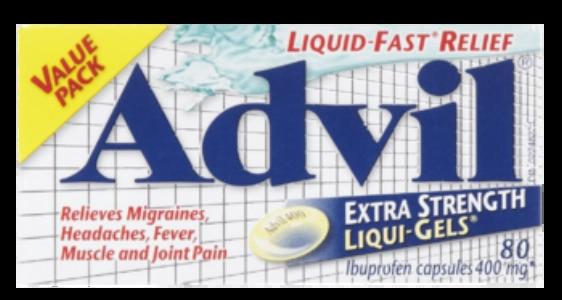 VALUE
PACK
LIQUID-FAST® RELIEF
Advil®
EXTRA STRENGTH
LIQUI-GELS®
Relieves Migraines,
Headaches, Fever,
Muscle and Joint Pain
80
Ibuprofen capsules 400 mg*